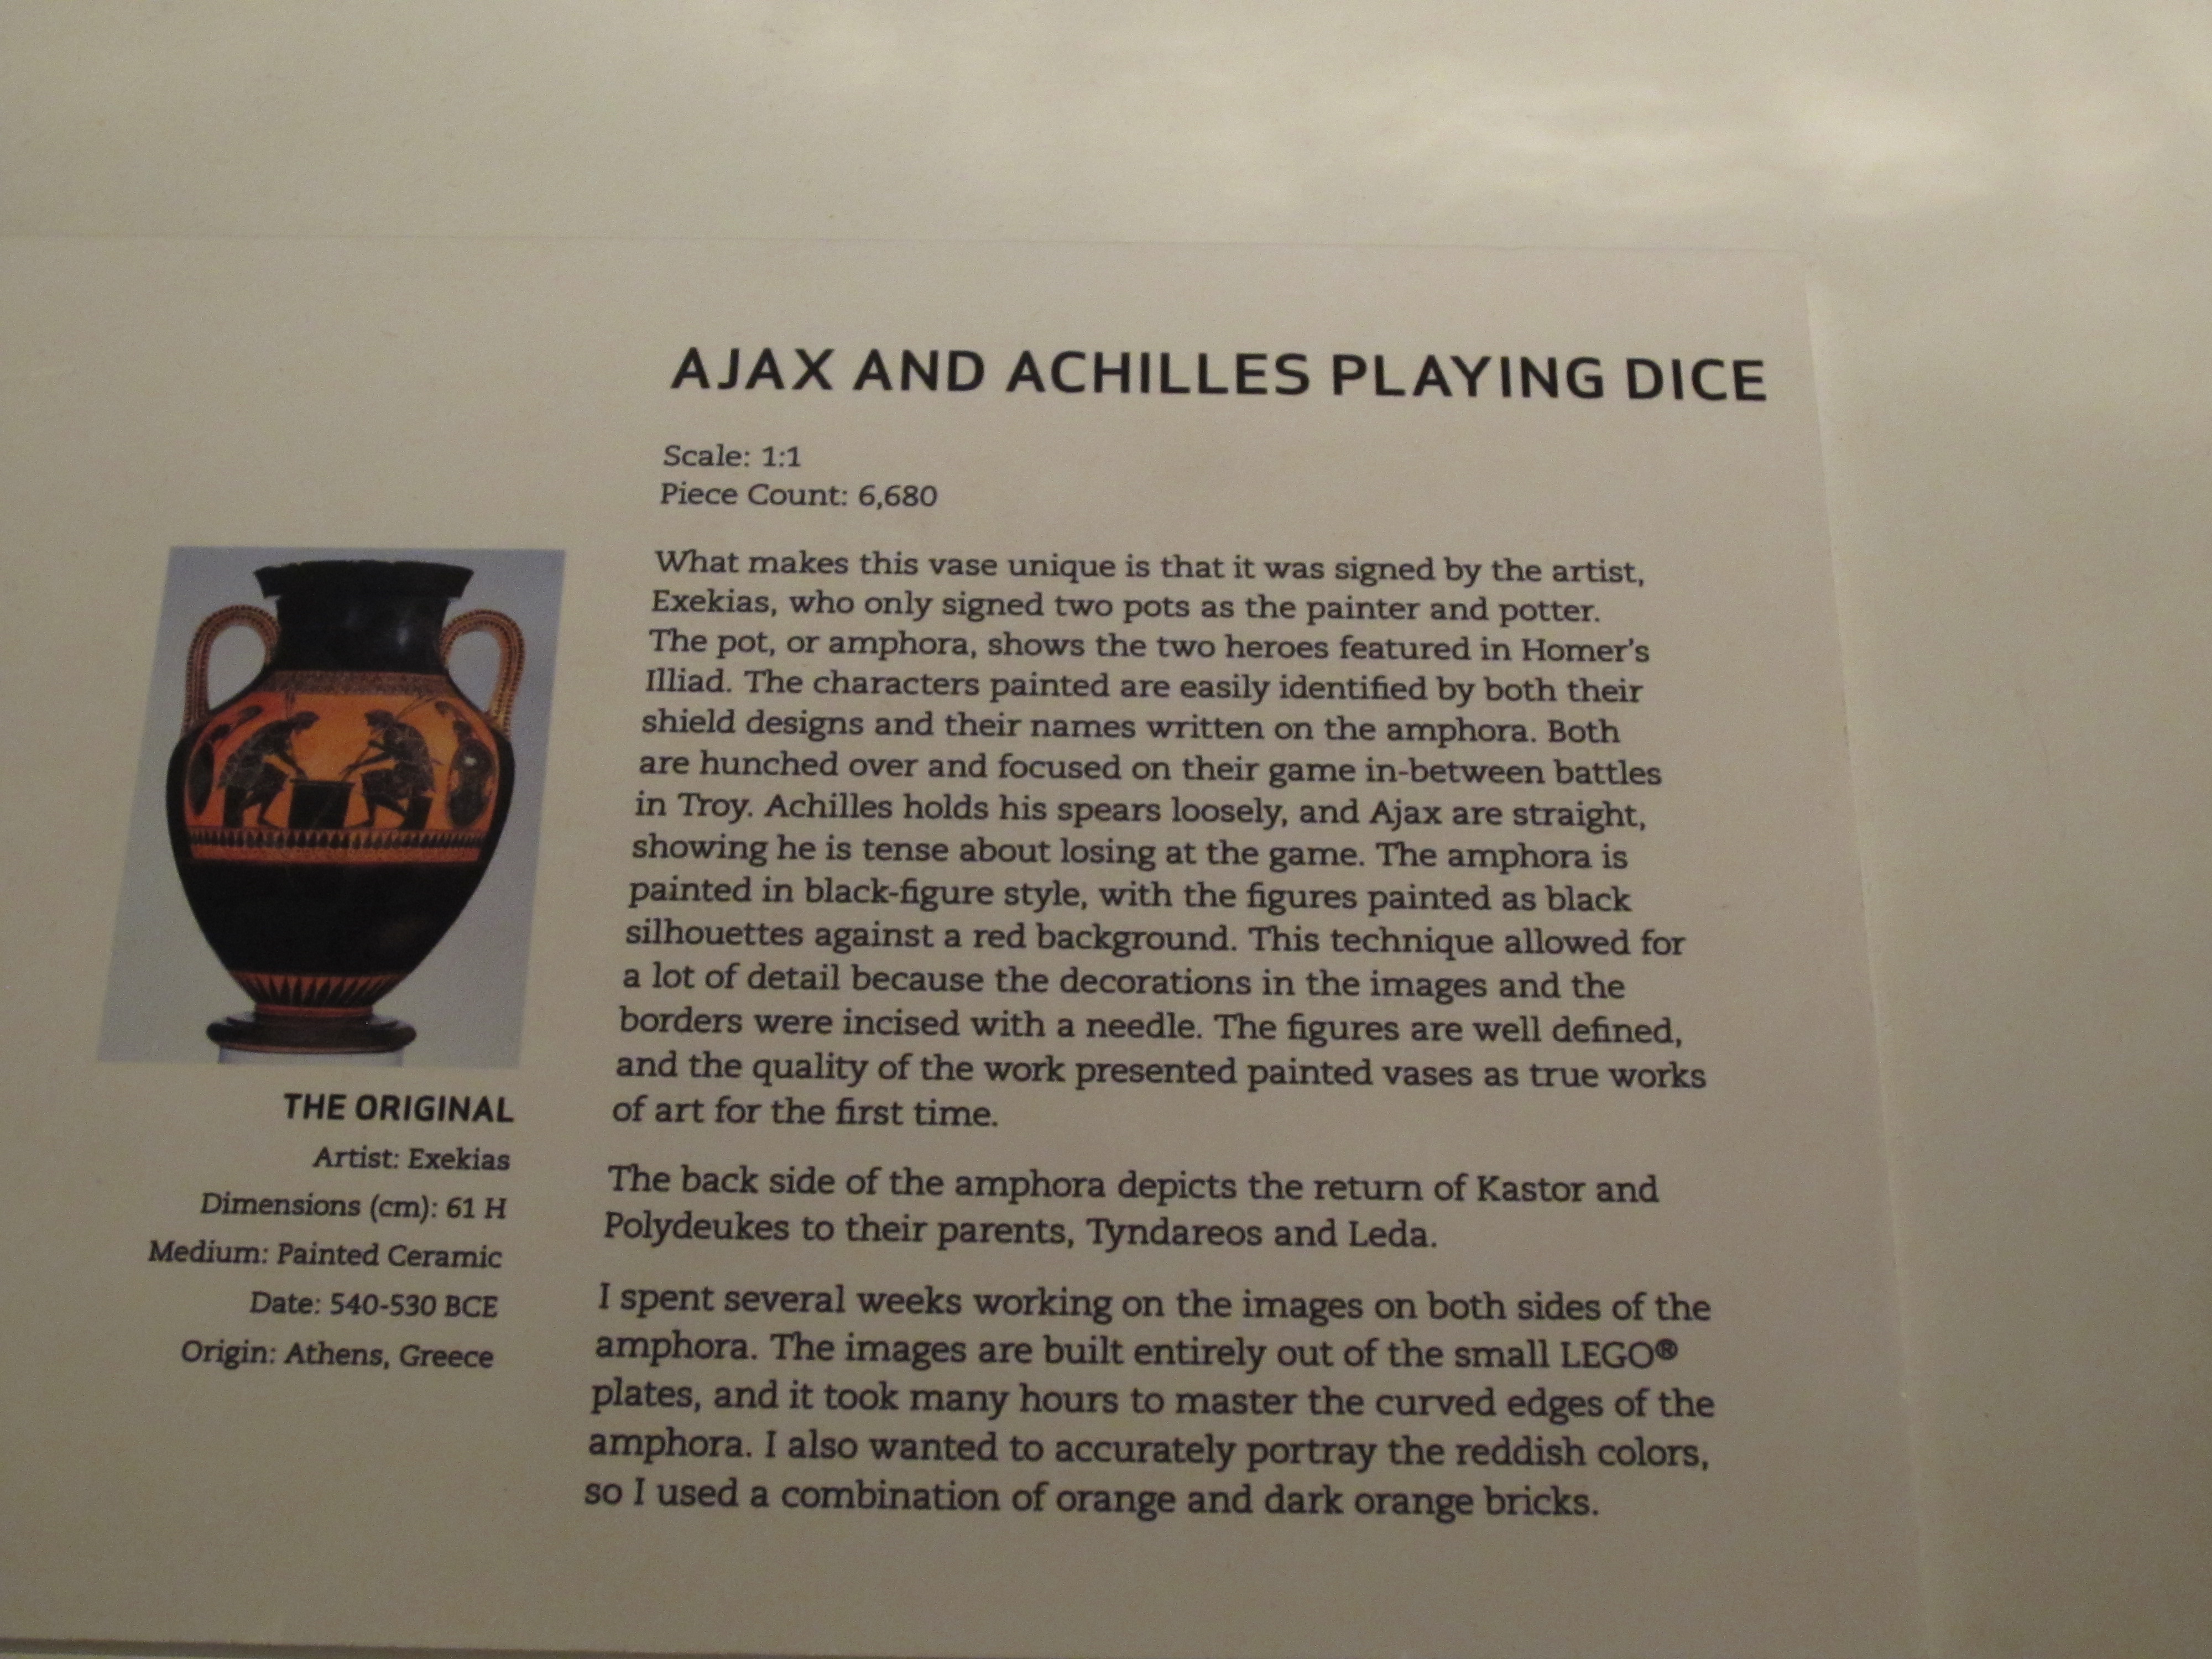 AJAX AND ACHILLES PLAYING DICE
Scale: 1:1
Piece Count: 6,680
What makes this vase unique is that it was signed by the artist,
Exekias, who only signed two pots as the painter and potter.
The pot, or amphora, shows the two heroes featured in Homer's
Illiad. The characters painted are easily identified by both their
shield designs and their names written on the amphora. Both
are hunched over and focused on their game in-between battles
in Troy. Achilles holds his spears loosely, and Ajax are straight,
showing he is tense about losing at the game. The amphora is
painted in black-figure style, with the figures painted as black
silhouettes against a red background. This technique allowed for
a lot of detail because the decorations in the images and the
borders were incised with a needle. The figures are well defined,
and the quality of the work presented painted vases as true works
of art for the first time.
The back side of the amphora depicts the return of Kastor and
Polydeukes to their parents, Tyndareos and Leda.
I spent several weeks working on the images on both sides of the
amphora. The images are built entirely out of the small LEGO®
plates, and it took many hours to master the curved edges of the
amphora. I also wanted to accurately portray the reddish colors,
so I used a combination of orange and dark orange bricks.
THE ORIGINAL
Artist: Exekias
Dimensions (cm): 61 H
Medium: Painted Ceramic
Date: 540-530 BCE
Origin: Athens, Greece